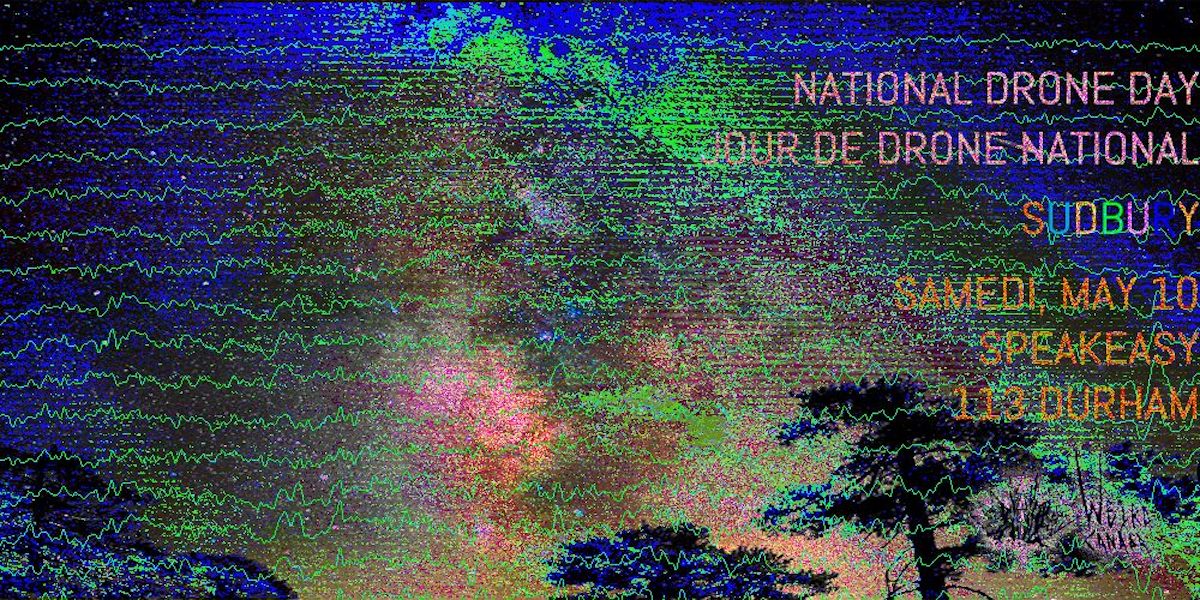 NATIONAL DRONE DAY
JOUR DE DRONE NATIONAL
SUDBURY
SAMEDI, MAY 10
SPEAKEASY
113 DURHAM